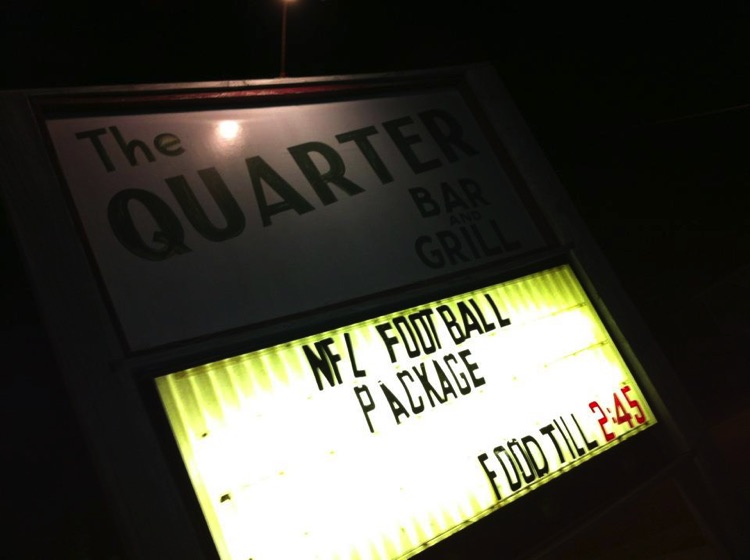 The
QUARTER
BAR
AND
GRILL
NFL FOOTBALL
PACKAGE
FOOD TILL 2:45